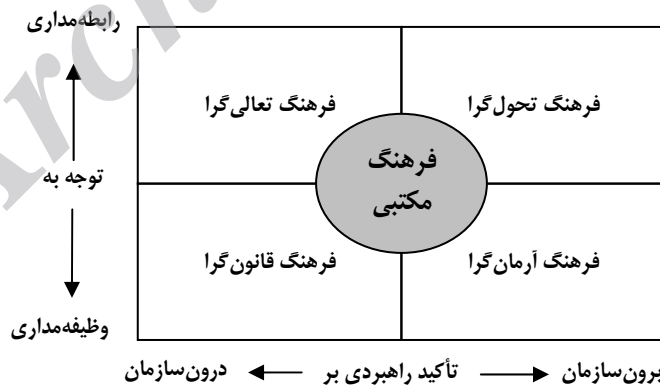 رابطه‌مداری
فرهنگ تحول‌گرا
فرهنگ تعالی‌گرا
فرهنگ
مکتبی
توجه به
فرهنگ آرمان‌گرا
فرهنگ قانون‌گرا
وظیفه‌مداری
برون‌سازمان
تأکید راهبردی بر
درون‌سازمان